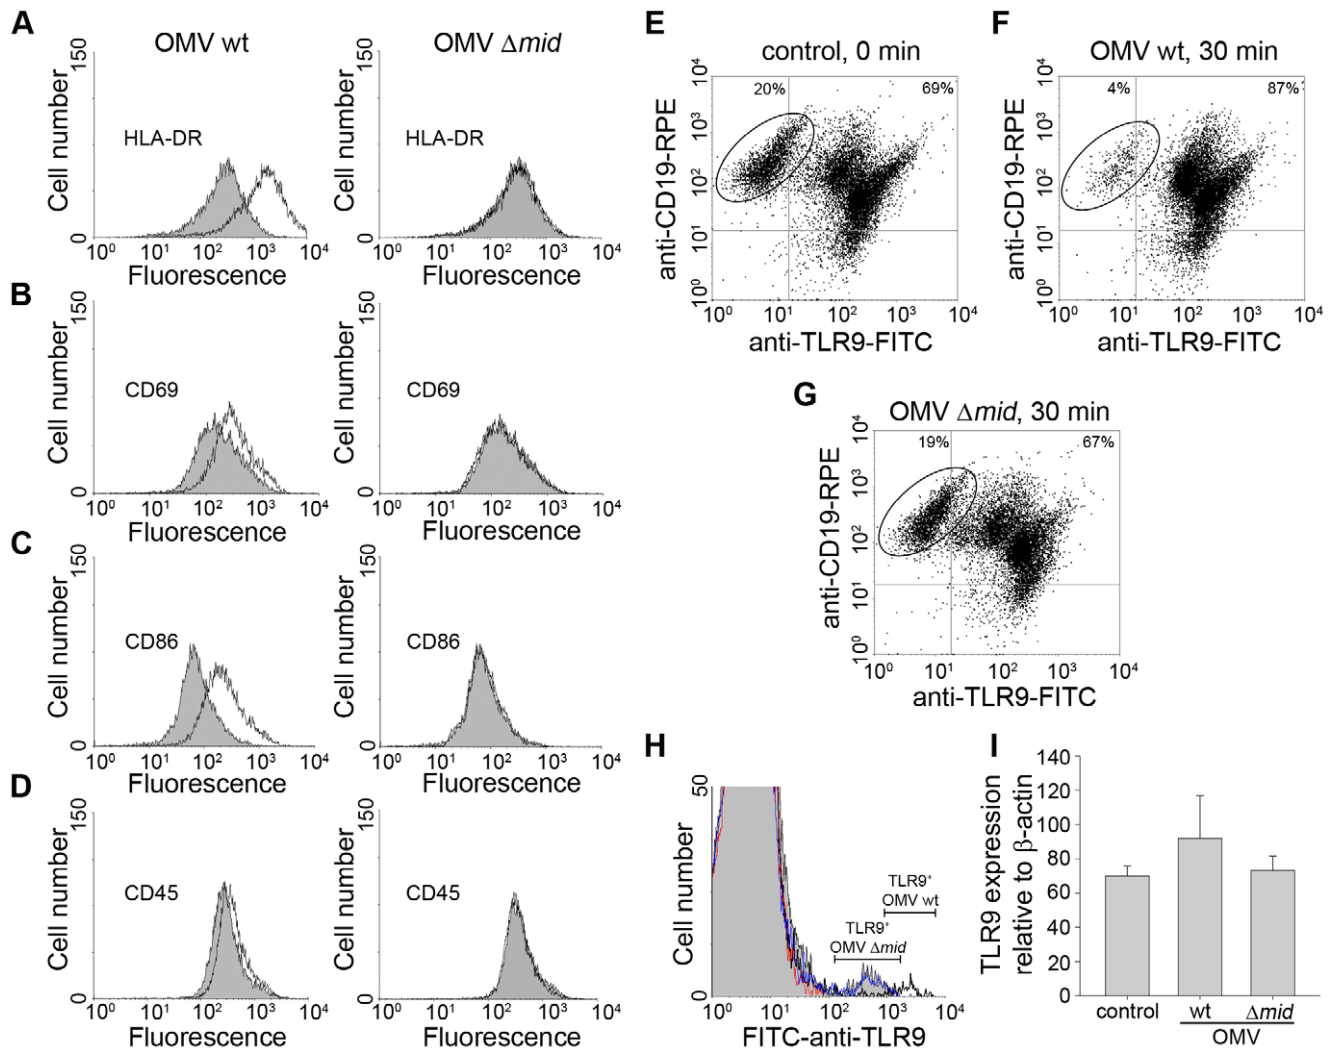 A
OMV wt
OMV Δmid
150
Cell number
0
HLA-DR
10⁰ 10¹ 10² 10³ 10⁴
Fluorescence
150
Cell number
0
HLA-DR
10⁰ 10¹ 10² 10³ 10⁴
Fluorescence
B
150
Cell number
0
CD69
10⁰ 10¹ 10² 10³ 10⁴
Fluorescence
150
Cell number
0
CD69
10⁰ 10¹ 10² 10³ 10⁴
Fluorescence
C
150
Cell number
0
CD86
10⁰ 10¹ 10² 10³ 10⁴
Fluorescence
150
Cell number
0
CD86
10⁰ 10¹ 10² 10³ 10⁴
Fluorescence
D
150
Cell number
0
CD45
10⁰ 10¹ 10² 10³ 10⁴
Fluorescence
150
Cell number
0
CD45
10⁰ 10¹ 10² 10³ 10⁴
Fluorescence
E
control, 0 min
20% 69%
anti-CD19-RPE
10⁴
10³
10²
10¹
10⁰
10⁰ 10¹ 10² 10³ 10⁴
anti-TLR9-FITC
F
OMV wt, 30 min
4% 87%
anti-CD19-RPE
10⁴
10³
10²
10¹
10⁰
10⁰ 10¹ 10² 10³ 10⁴
anti-TLR9-FITC
G
OMV Δmid, 30 min
19% 67%
anti-CD19-RPE
10⁴
10³
10²
10¹
10⁰
10⁰ 10¹ 10² 10³ 10⁴
anti-TLR9-FITC
H
50
Cell number
0
TLR9⁺
OMV wt
TLR9⁺
OMV Δmid
10⁰ 10¹ 10² 10³ 10⁴
FITC-anti-TLR9
I
TLR9 expression
relative to β-actin
140
120
100
80
60
40
20
0
control wt Δmid
OMV